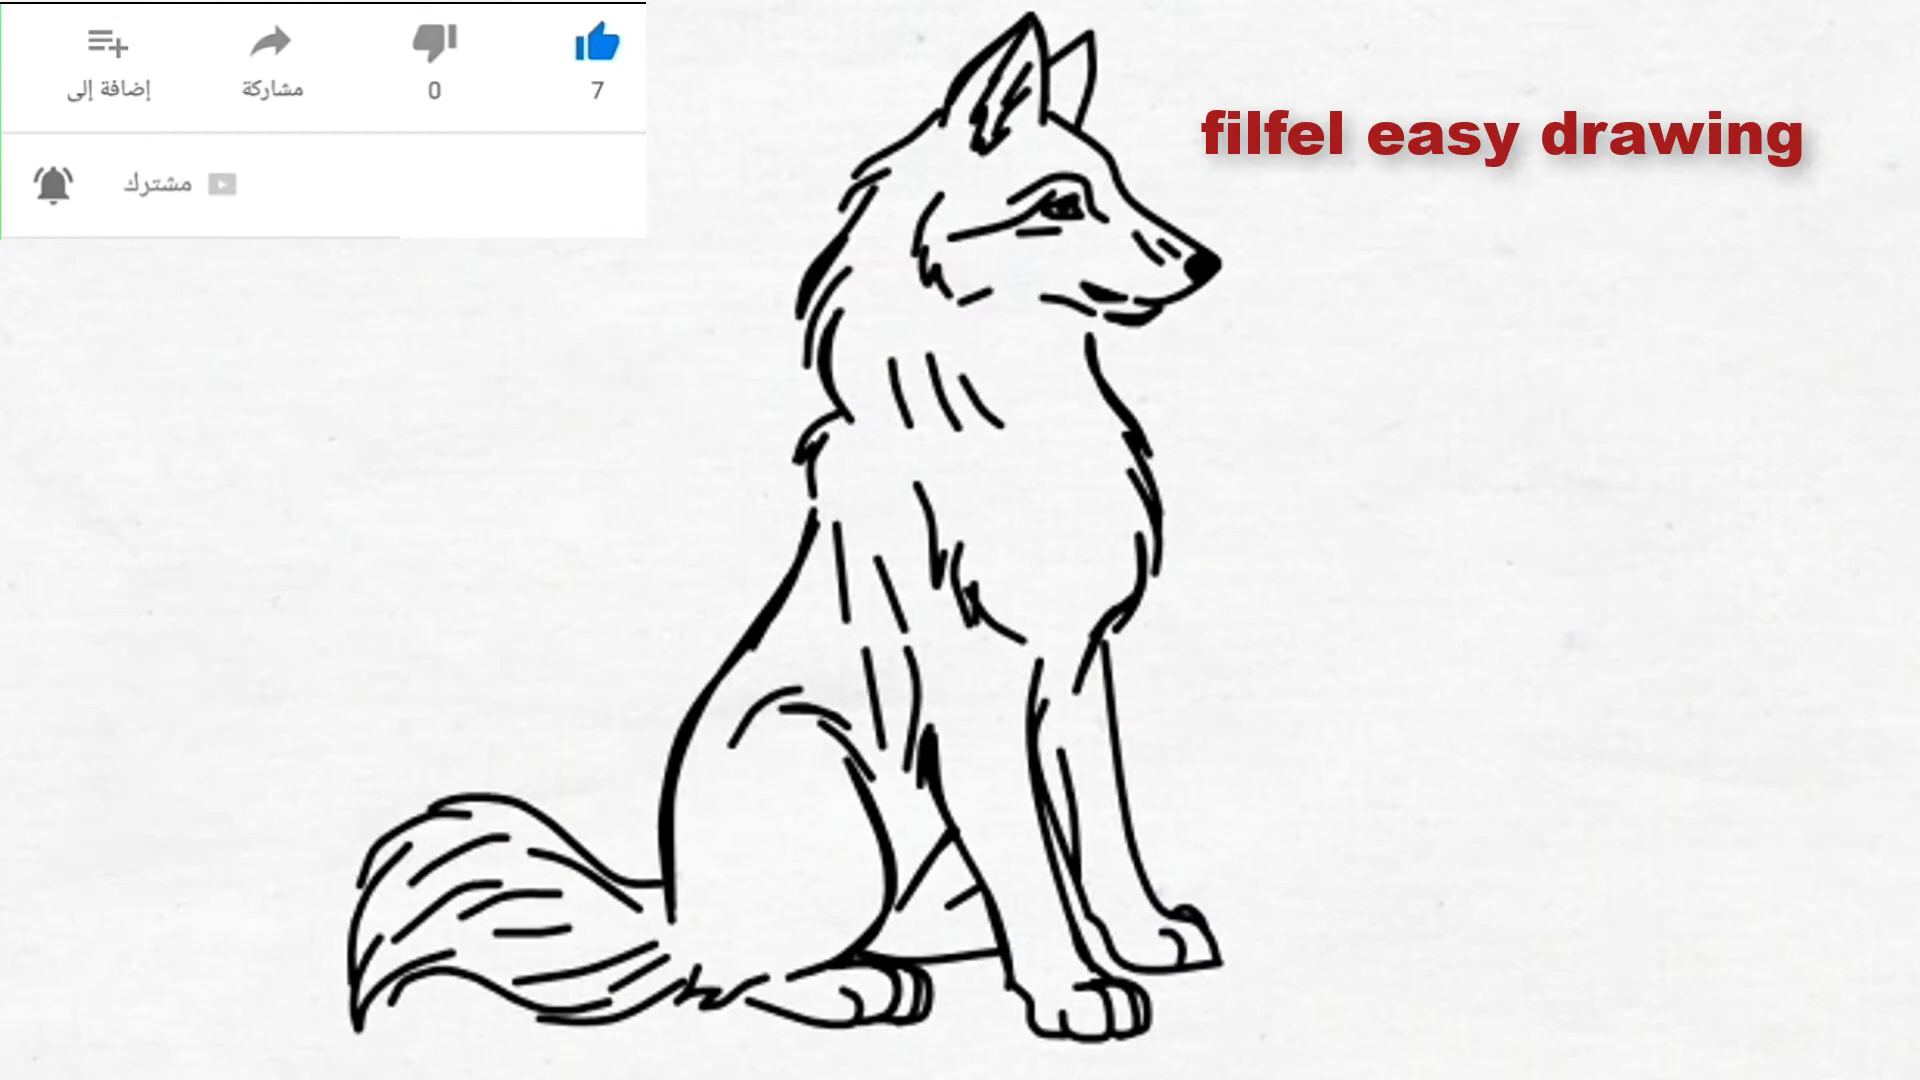 إضافة إلى
مشاركة
0
7
مشترك
filfel easy drawing